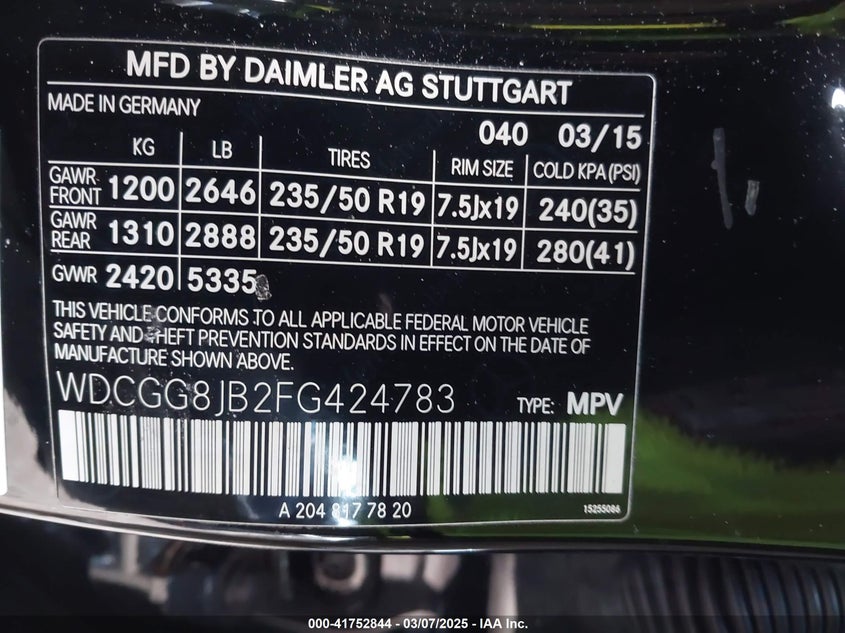 MFD BY DAIMLER AG STUTTGART
MADE IN GERMANY
040 03/15
KG LB TIRES RIM SIZE COLD KPA (PSI)
GAWR FRONT 1200 2646 235/50 R19 7.5Jx19 240(35)
GAWR REAR 1310 2888 235/50 R19 7.5Jx19 280(41)
GVWR 2420 5335
THIS VEHICLE CONFORMS TO ALL APPLICABLE FEDERAL MOTOR VEHICLE
SAFETY AND THEFT PREVENTION STANDARDS IN EFFECT ON THE DATE OF
MANUFACTURE SHOWN ABOVE.
WDCGG8JB2FG424783 TYPE: MPV
A 204 817 78 20
15255086
000-41752844 — 03/07/2025 — IAA Inc.